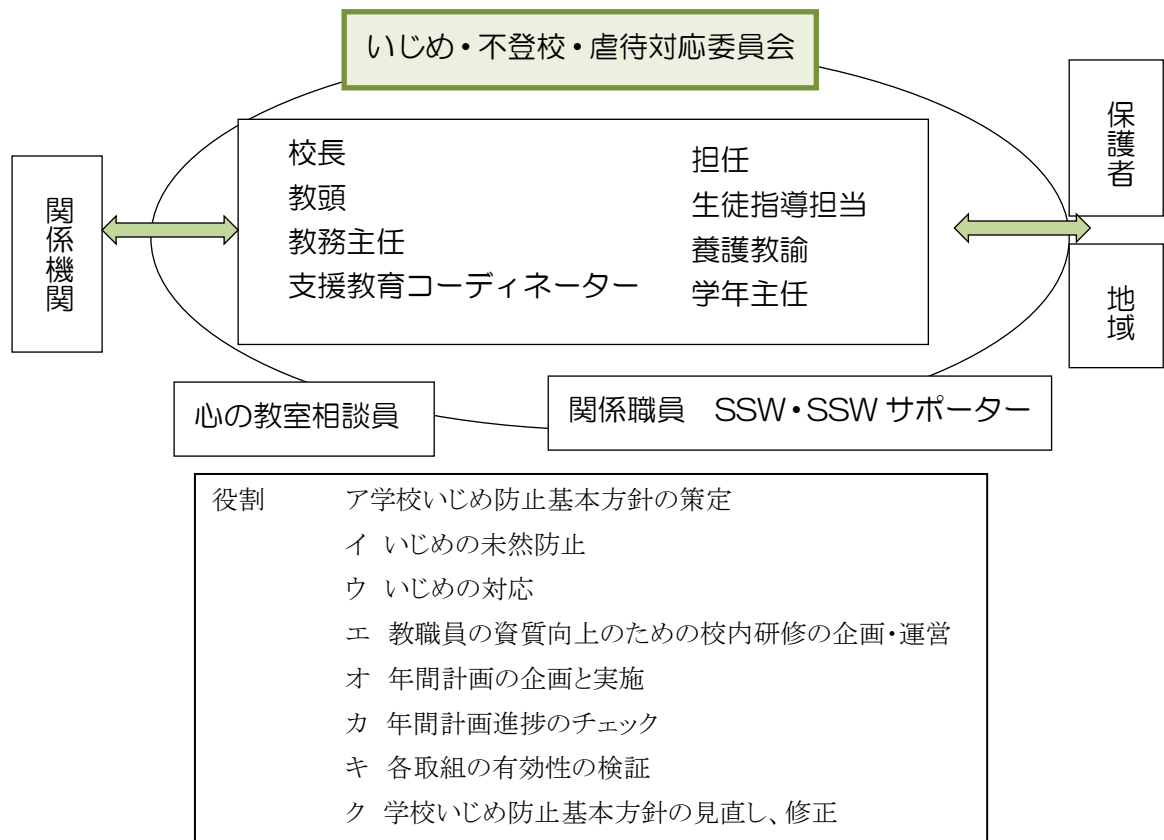 いじめ・不登校・虐待対応委員会
関係機関
校長
教頭
教務主任
支援教育コーディネーター
担任
生徒指導担当
養護教諭
学年主任
保護者
地域
心の教室相談員
関係職員　SSW・SSW サポーター
役割　　ア学校いじめ防止基本方針の策定
イ いじめの未然防止
ウ いじめの対応
エ 教職員の資質向上のための校内研修の企画・運営
オ 年間計画の企画と実施
カ 年間計画進捗のチェック
キ 各取組の有効性の検証
ク 学校いじめ防止基本方針の見直し、修正